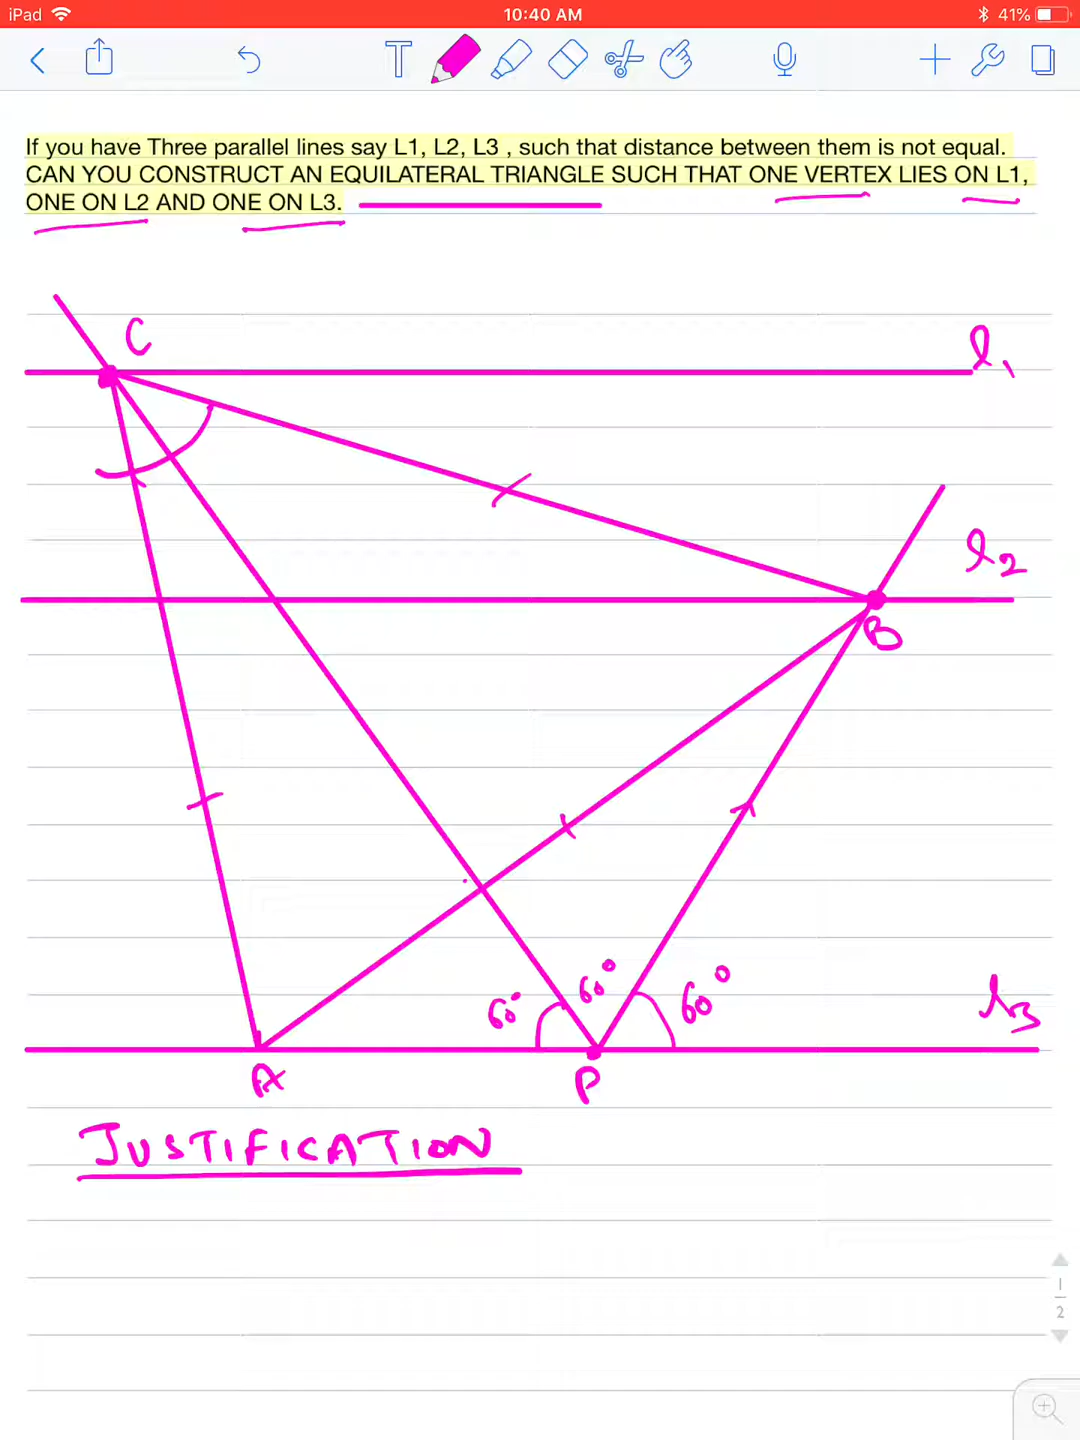 iPad 10:40 AM 41%
T
If you have Three parallel lines say L1, L2, L3 , such that distance between them is not equal.
CAN YOU CONSTRUCT AN EQUILATERAL TRIANGLE SUCH THAT ONE VERTEX LIES ON L1,
ONE ON L2 AND ONE ON L3.
C
l1
l2
B
60° 60° 60°
l3
A P
JUSTIFICATION
1
2